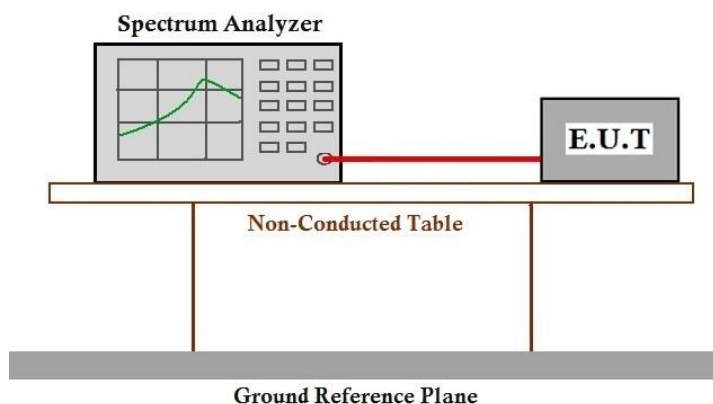 Spectrum Analyzer
E.U.T
Non-Conducted Table
Ground Reference Plane